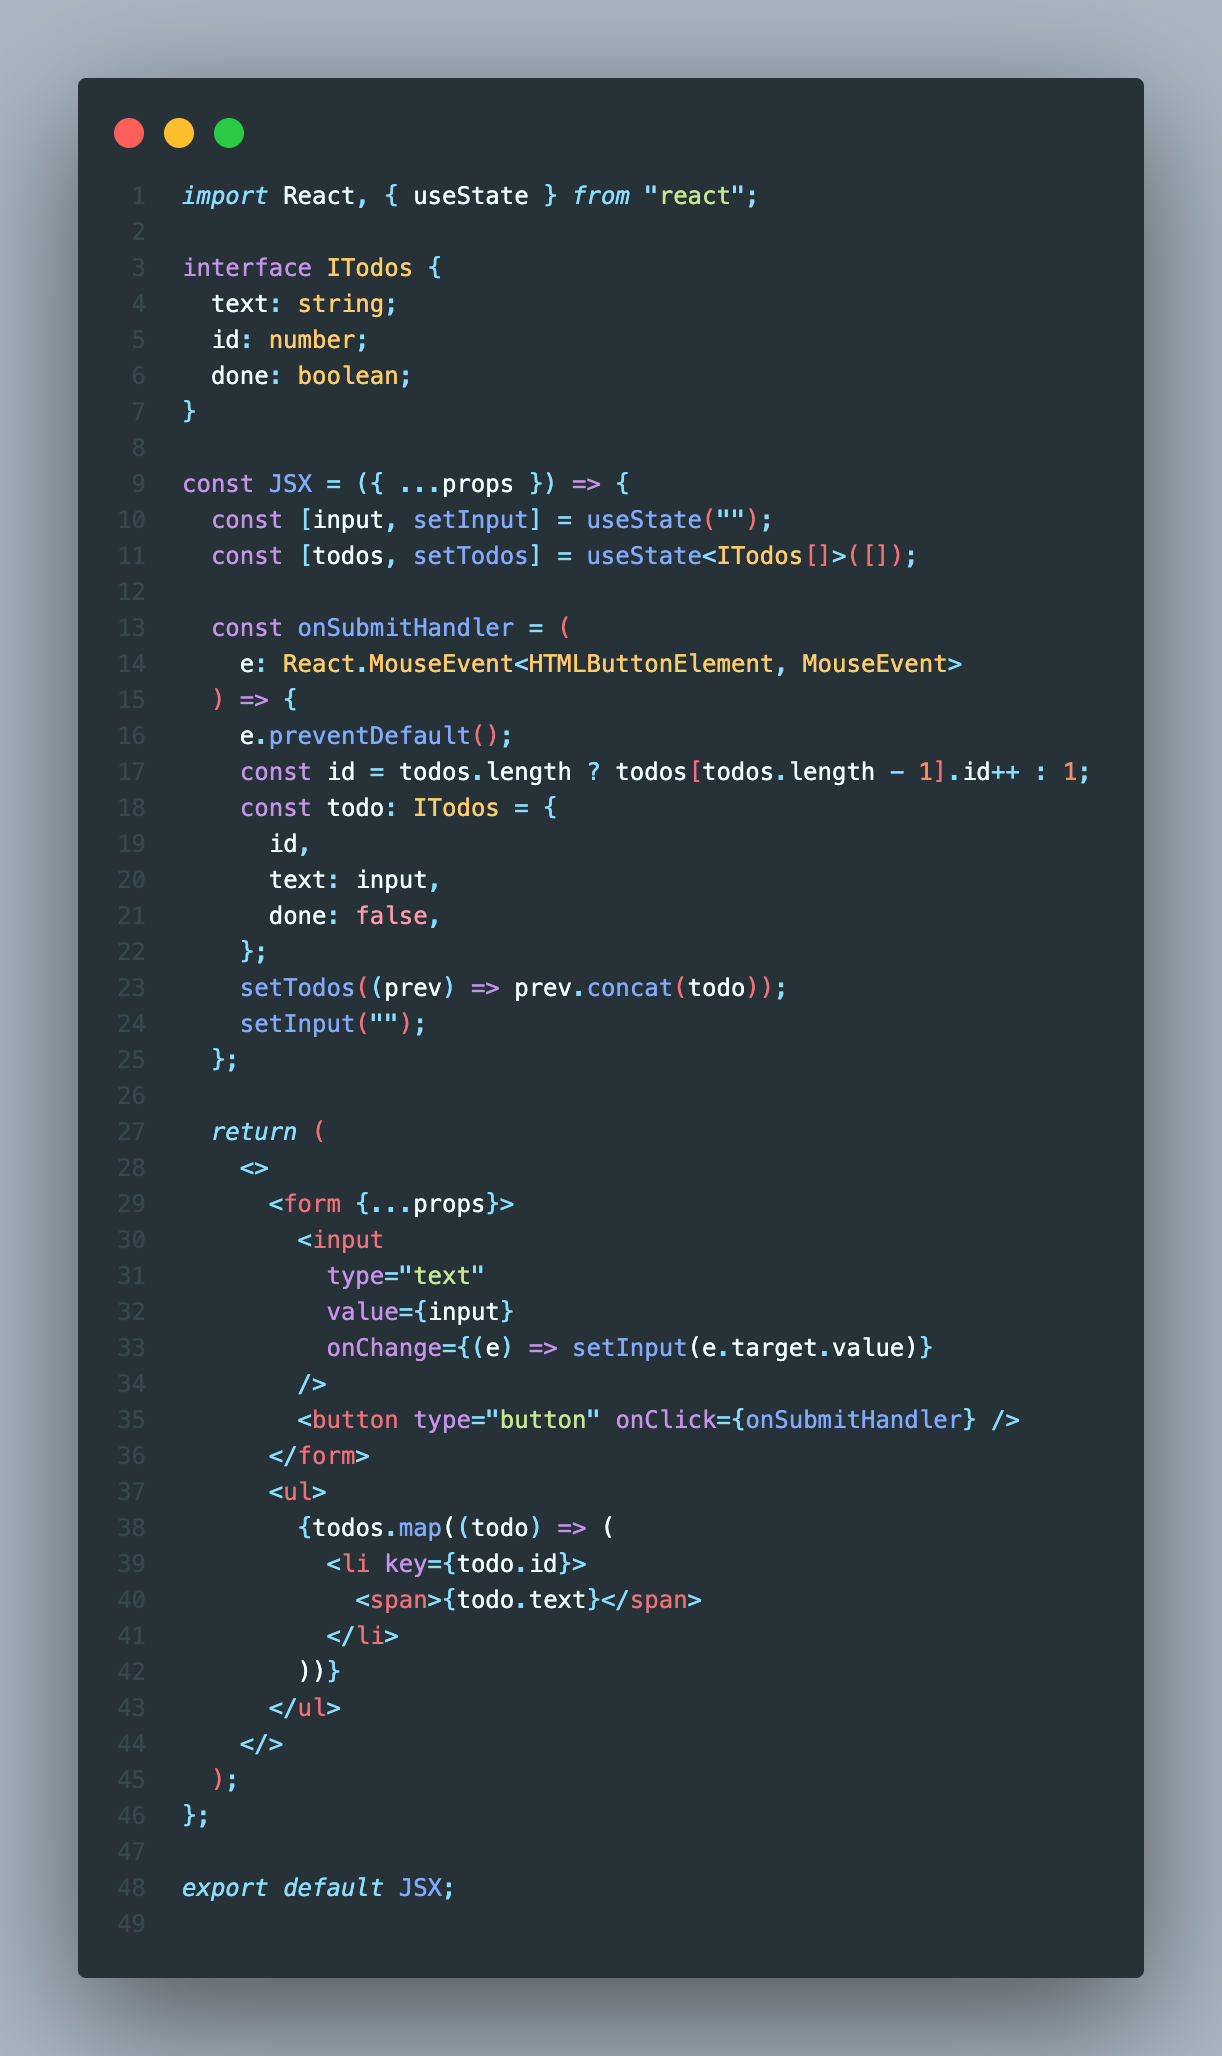 1 import React, { useState } from "react";
2
3 interface ITodos {
4   text: string;
5   id: number;
6   done: boolean;
7 }
8
9 const JSX = ({ ...props }) => {
10   const [input, setInput] = useState("");
11   const [todos, setTodos] = useState<ITodos[]>([]);
12
13   const onSubmitHandler = (
14     e: React.MouseEvent<HTMLButtonElement, MouseEvent>
15   ) => {
16     e.preventDefault();
17     const id = todos.length ? todos[todos.length - 1].id++ : 1;
18     const todo: ITodos = {
19       id,
20       text: input,
21       done: false,
22     };
23     setTodos((prev) => prev.concat(todo));
24     setInput("");
25   };
26
27   return (
28     <>
29       <form {...props}>
30         <input
31           type="text"
32           value={input}
33           onChange={(e) => setInput(e.target.value)}
34         />
35         <button type="button" onClick={onSubmitHandler} />
36       </form>
37       <ul>
38         {todos.map((todo) => (
39           <li key={todo.id}>
40             <span>{todo.text}</span>
41           </li>
42         ))}
43       </ul>
44     </>
45   );
46 };
47
48 export default JSX;
49